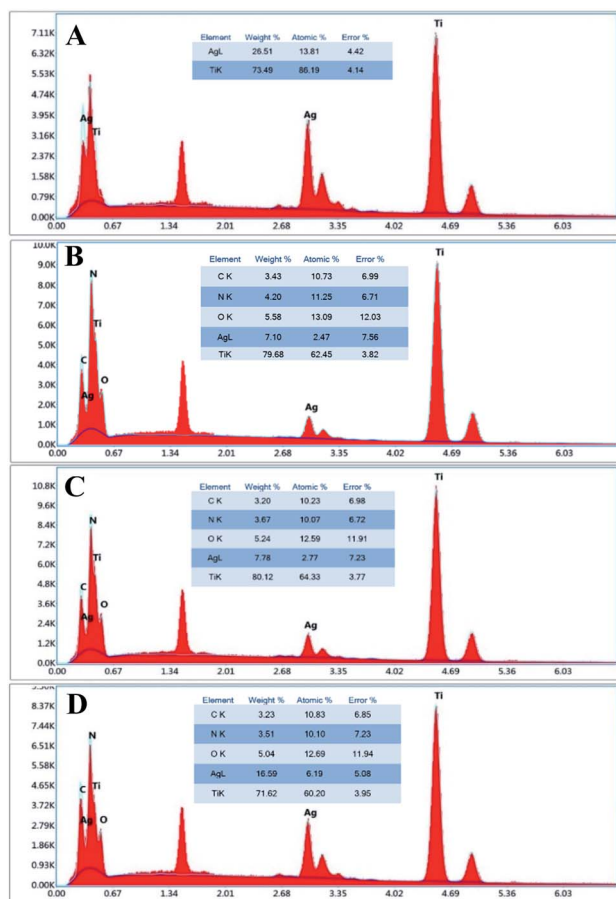 A
Element Weight % Atomic % Error %
AgL 26.51 13.81 4.42
TiK 73.49 86.19 4.14
7.11K
6.32K
5.53K
4.74K
3.95K
3.16K
2.37K
1.58K
0.79K
0.00K
Ag
Ti
Ag
Ti
0.00 0.67 1.34 2.01 2.68 3.35 4.02 4.69 5.36 6.03
B
Element Weight % Atomic % Error %
C K 3.43 10.73 6.99
N K 4.20 11.25 6.71
O K 5.58 13.09 12.03
AgL 7.10 2.47 7.56
TiK 79.68 62.45 3.82
10.0K
9.0K
8.0K
7.0K
6.0K
5.0K
4.0K
3.0K
2.0K
1.0K
0.0K
N
Ti
C
Ag
O
Ag
Ti
0.00 0.67 1.34 2.01 2.68 3.35 4.02 4.69 5.36 6.03
C
Element Weight % Atomic % Error %
C K 3.20 10.23 6.98
N K 3.67 10.07 6.72
O K 5.24 12.59 11.91
AgL 7.78 2.77 7.23
TiK 80.12 64.33 3.77
10.8K
9.6K
8.4K
7.2K
6.0K
4.8K
3.6K
2.4K
1.2K
0.0K
N
Ti
C
Ag
O
Ag
Ti
0.00 0.67 1.34 2.01 2.68 3.35 4.02 4.69 5.36 6.03
D
Element Weight % Atomic % Error %
C K 3.23 10.83 6.85
N K 3.51 10.10 7.23
O K 5.04 12.69 11.94
AgL 16.59 6.19 5.08
TiK 71.62 60.20 3.95
8.37K
7.44K
6.51K
5.58K
4.65K
3.72K
2.79K
1.86K
0.93K
0.00K
N
C
Ti
Ag
O
Ag
Ti
0.00 0.67 1.34 2.01 2.68 3.35 4.02 4.69 5.36 6.03